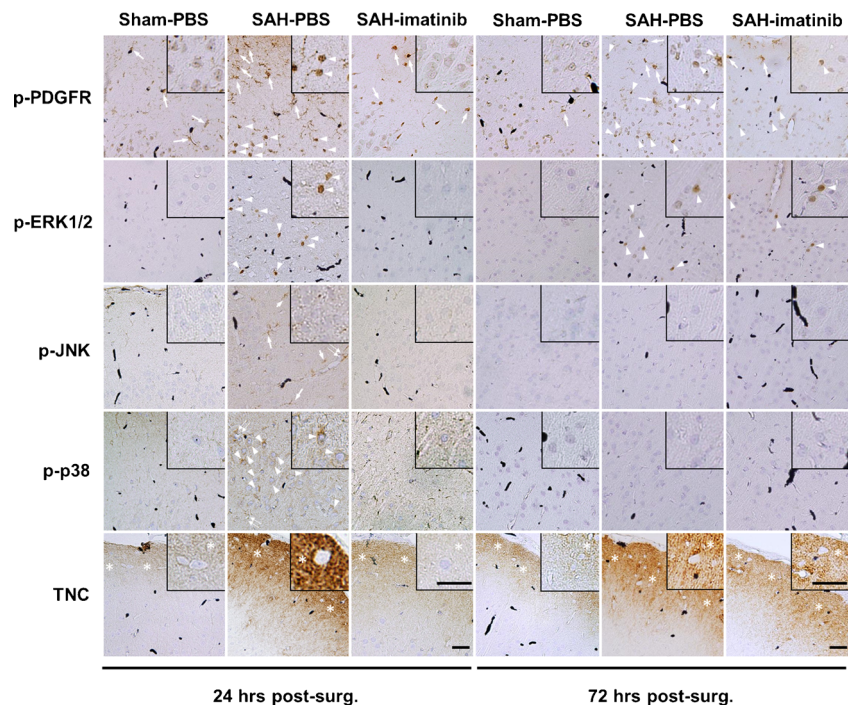 Sham-PBS SAH-PBS SAH-imatinib Sham-PBS SAH-PBS SAH-imatinib
p-PDGFR
p-ERK1/2
p-JNK
p-p38
TNC
24 hrs post-surg. 72 hrs post-surg.